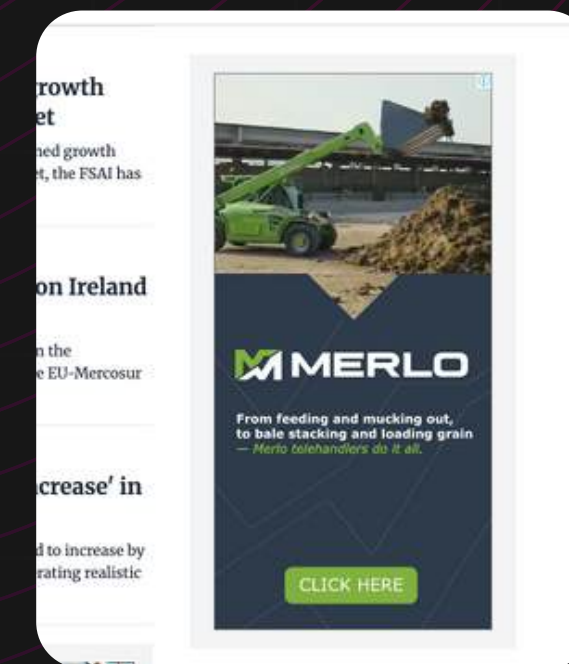 rowth
et
ned growth
et, the FSAI has
on Ireland
n the
e EU-Mercosur
crease' in
d to increase by
rating realistic
MERLO
From feeding and mucking out,
to bale stacking and loading grain
— Merlo telehandlers do it all.
CLICK HERE